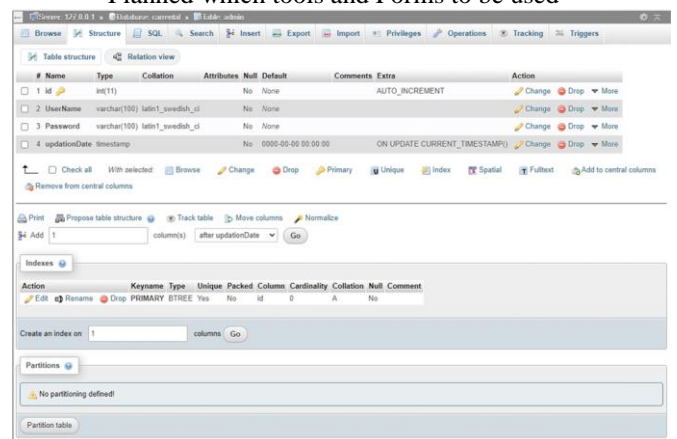 Planned which tools and Forms to be used
Server: 127.0.0.1 » Database: carrental » Table: admin
Browse Structure SQL Search Insert Export Import Privileges Operations Tracking Triggers
Table structure Relation view
# Name Type Collation Attributes Null Default Comments Extra Action
1 id int(11) No None AUTO_INCREMENT Change Drop More
2 UserName varchar(100) latin1_swedish_ci No None Change Drop More
3 Password varchar(100) latin1_swedish_ci No None Change Drop More
4 updationDate timestamp No 0000-00-00 00:00:00 ON UPDATE CURRENT_TIMESTAMP() Change Drop More
Check all With selected: Browse Change Drop Primary Unique Index Spatial Fulltext Add to central columns
Remove from central columns
Print Propose table structure Track table Move columns Normalize
Add 1 column(s) after updationDate Go
Indexes
Action Keyname Type Unique Packed Column Cardinality Collation Null Comment
Edit Rename Drop PRIMARY BTREE Yes No id 0 A No
Create an index on 1 columns Go
Partitions
No partitioning defined!
Partition table